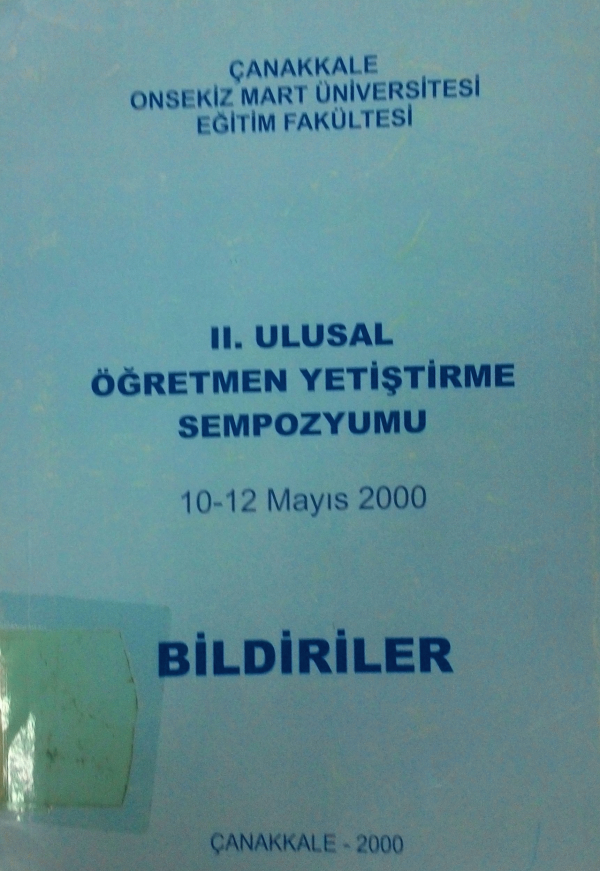 ÇANAKKALE
ONSEKİZ MART ÜNİVERSİTESİ
EĞİTİM FAKÜLTESİ
II. ULUSAL
ÖĞRETMEN YETİŞTİRME
SEMPOZYUMU
10-12 Mayıs 2000
BİLDİRİLER
ÇANAKKALE - 2000